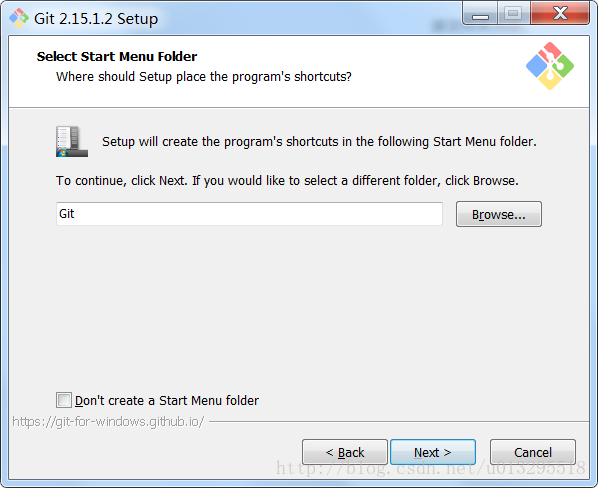 Git 2.15.1.2 Setup
Select Start Menu Folder
Where should Setup place the program's shortcuts?
Setup will create the program's shortcuts in the following Start Menu folder.
To continue, click Next. If you would like to select a different folder, click Browse.
Git
Browse...
Don't create a Start Menu folder
https://git-for-windows.github.io/
< Back
Next >
Cancel
http://blog.csdn.net/u013295518